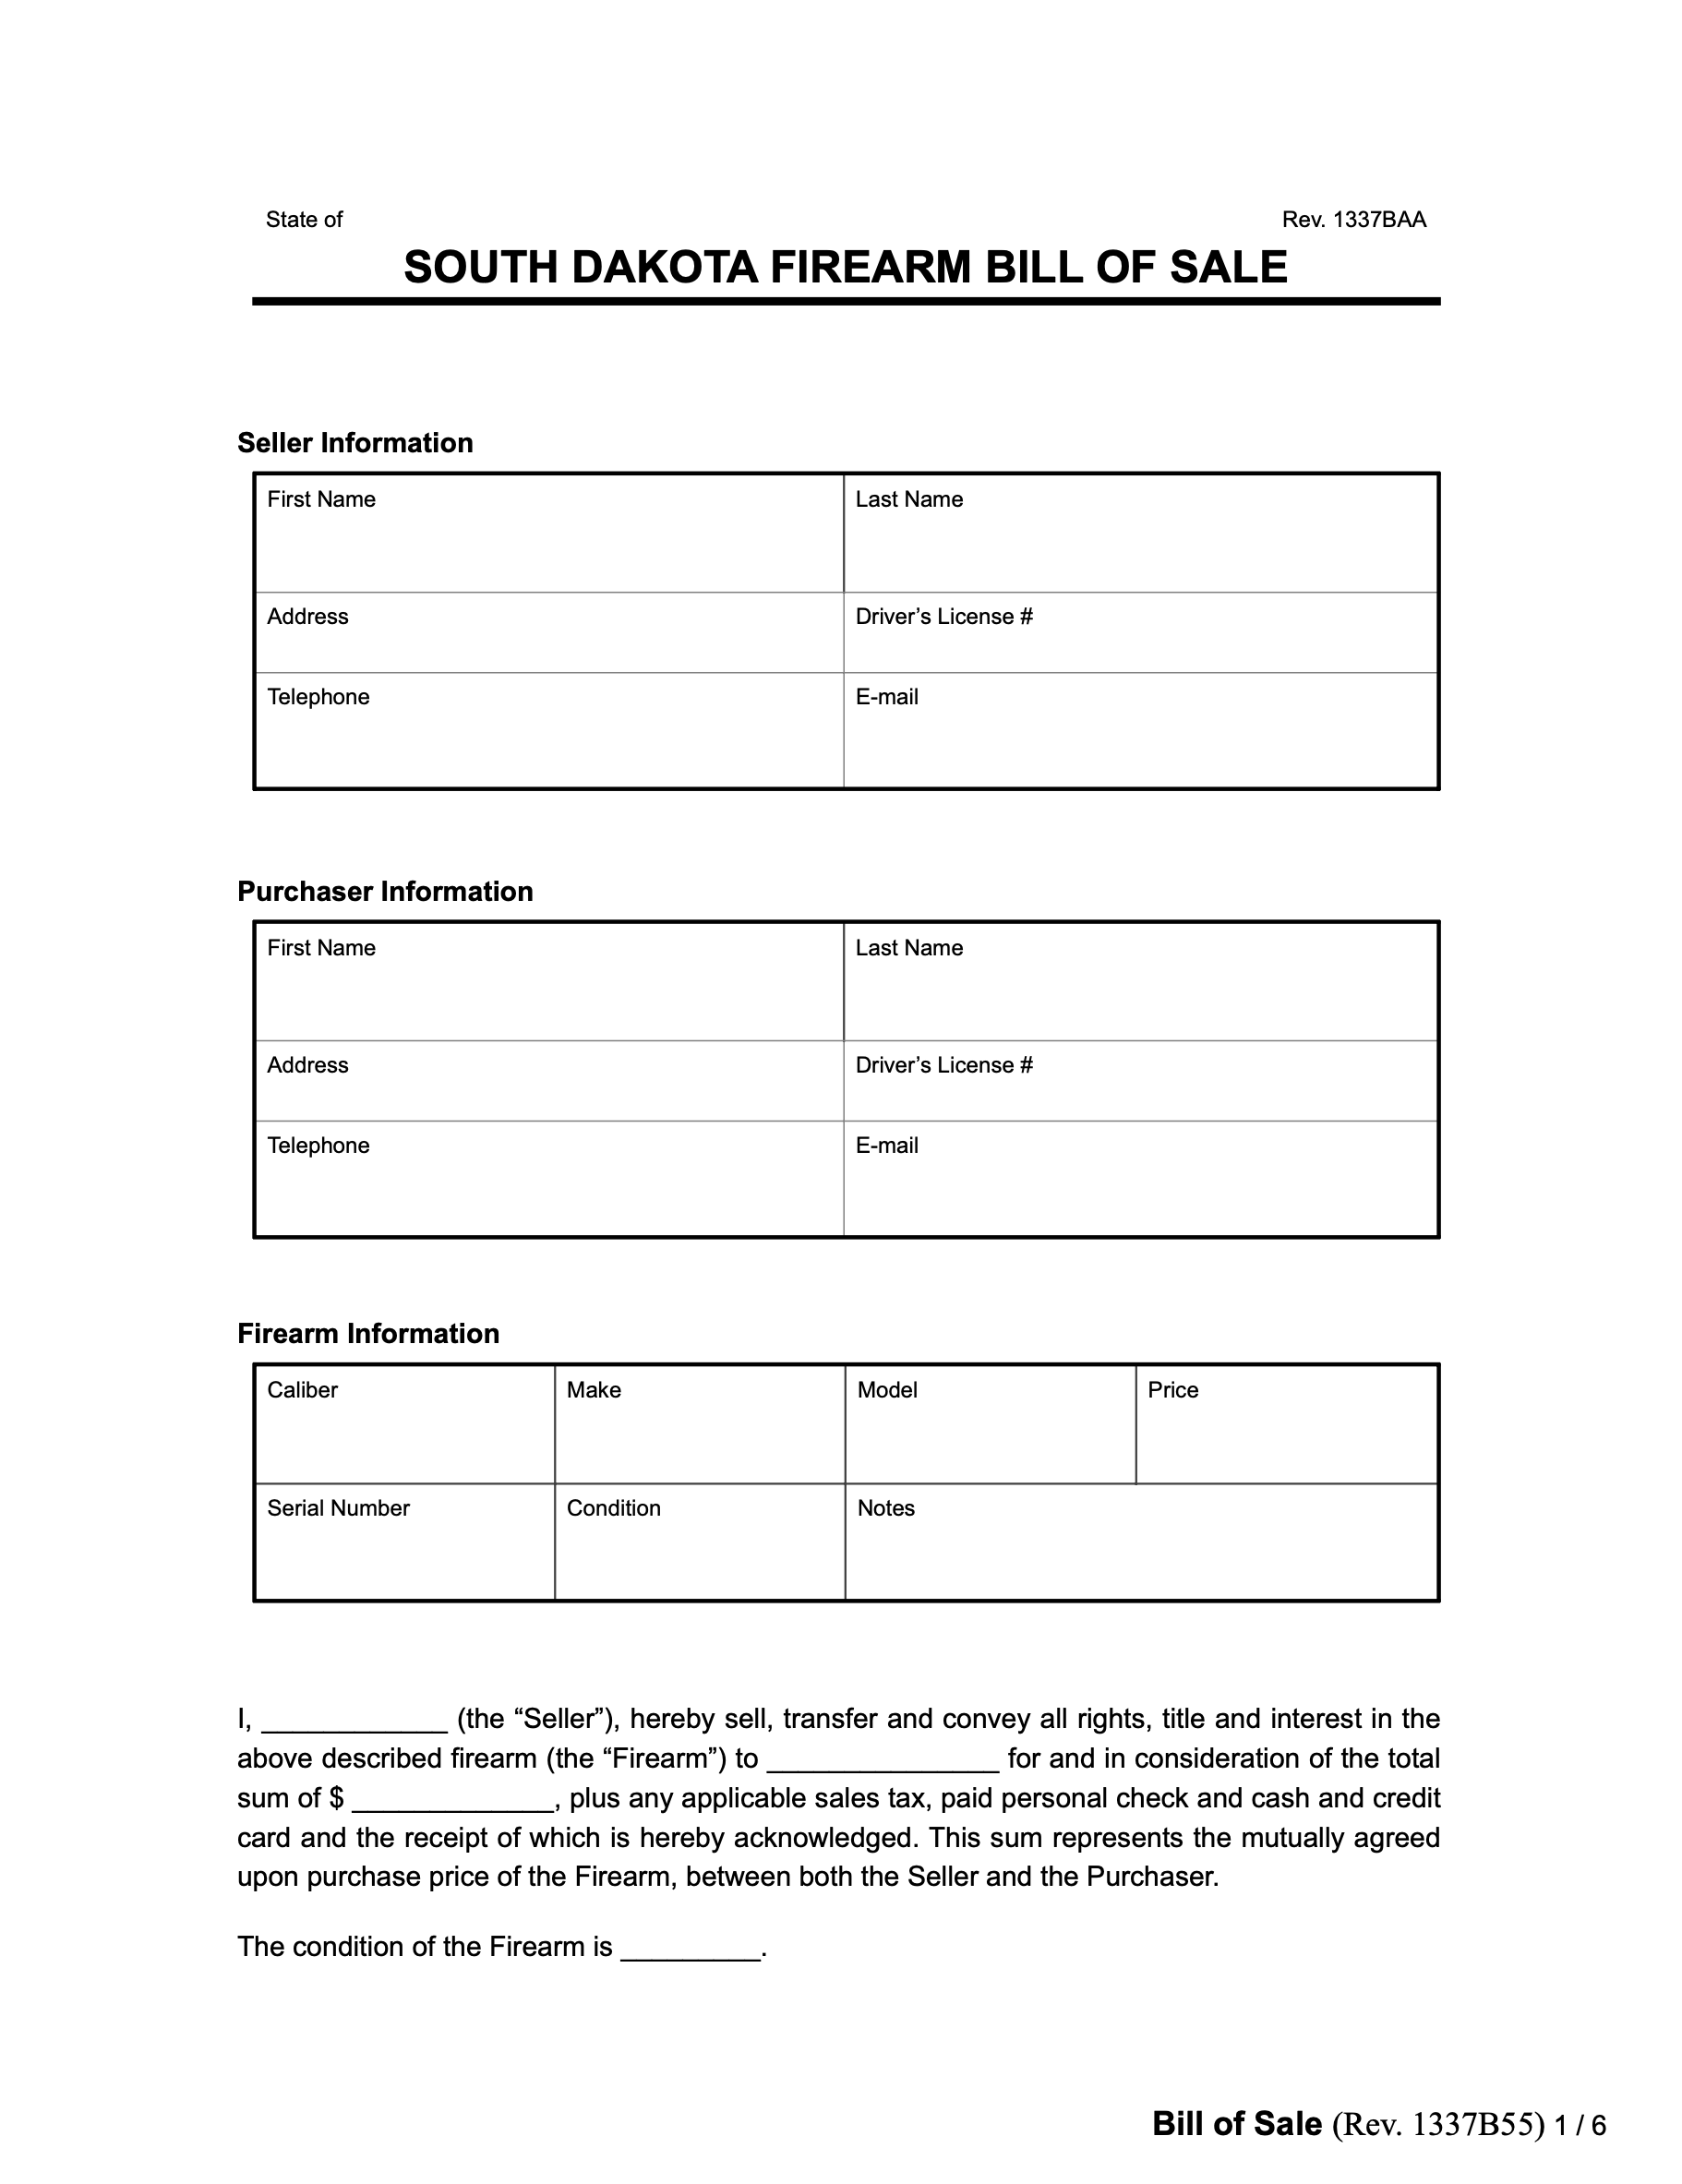 State of Rev. 1337BAA
SOUTH DAKOTA FIREARM BILL OF SALE
Seller Information
First Name Last Name
Address Driver’s License #
Telephone E-mail
Purchaser Information
First Name Last Name
Address Driver’s License #
Telephone E-mail
Firearm Information
Caliber Make Model Price
Serial Number Condition Notes
I, ____________ (the “Seller”), hereby sell, transfer and convey all rights, title and interest in the
above described firearm (the “Firearm”) to _______________ for and in consideration of the total
sum of $ _____________, plus any applicable sales tax, paid personal check and cash and credit
card and the receipt of which is hereby acknowledged. This sum represents the mutually agreed
upon purchase price of the Firearm, between both the Seller and the Purchaser.
The condition of the Firearm is _________.
Bill of Sale (Rev. 1337B55) 1 / 6